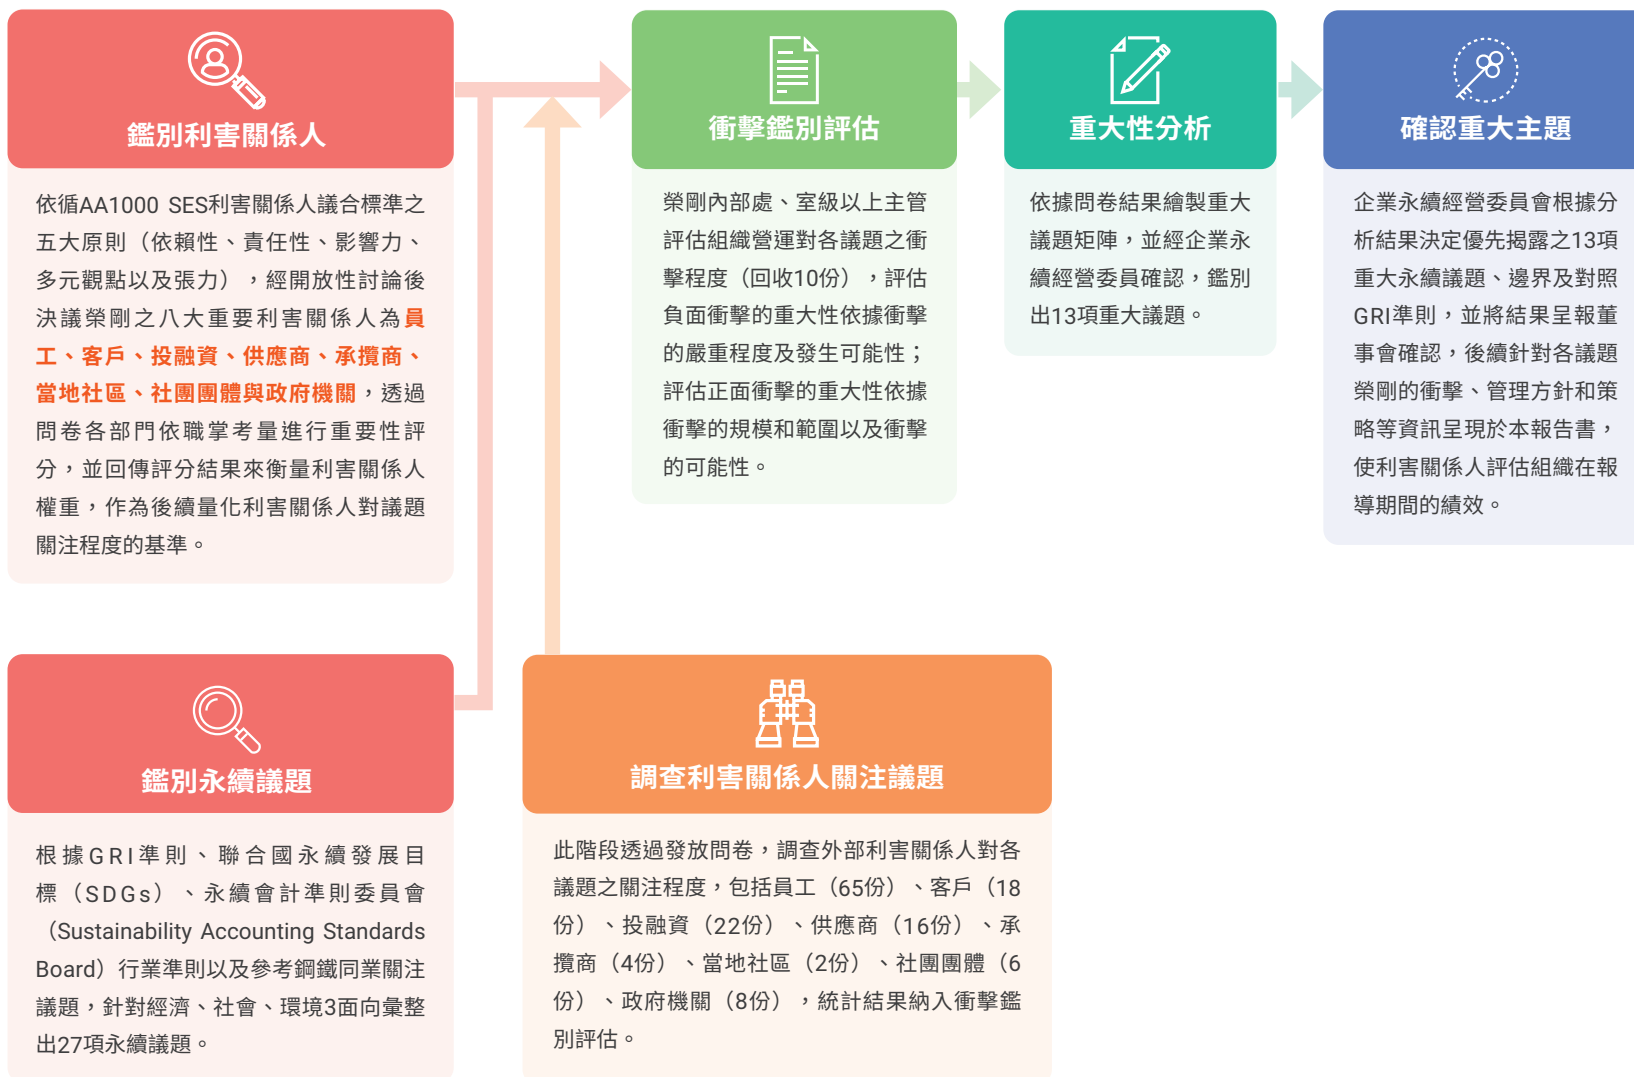 鑑別利害關係人
依循AA1000 SES利害關係人議合標準之
五大原則（依賴性、責任性、影響力、
多元觀點以及張力），經開放性討論後
決議榮剛之八大重要利害關係人為員
工、客戶、投融資、供應商、承攬商、
當地社區、社團團體與政府機關，透過
問卷各部門依職掌考量進行重要性評
分，並回傳評分結果來衡量利害關係人
權重，作為後續量化利害關係人對議題
關注程度的基準。
衝擊鑑別評估
榮剛內部處、室級以上主管
評估組織營運對各議題之衝
擊程度（回收10份），評估
負面衝擊的重大性依據衝擊
的嚴重程度及發生可能性；
評估正面衝擊的重大性依據
衝擊的規模和範圍以及衝擊
的可能性。
重大性分析
依據問卷結果繪製重大
議題矩陣，並經企業永
續經營委員確認，鑑別
出13項重大議題。
確認重大主題
企業永續經營委員會根據分
析結果決定優先揭露之13項
重大永續議題、邊界及對照
GRI準則，並將結果呈報董
事會確認，後續針對各議題
榮剛的衝擊、管理方針和策
略等資訊呈現於本報告書，
使利害關係人評估組織在報
導期間的績效。
鑑別永續議題
根據GRI準則、聯合國永續發展目
標（SDGs）、永續會計準則委員會
（Sustainability Accounting Standards
Board）行業準則以及參考鋼鐵同業關注
議題，針對經濟、社會、環境3面向彙整
出27項永續議題。
調查利害關係人關注議題
此階段透過發放問卷，調查外部利害關係人對各
議題之關注程度，包括員工（65份）、客戶（18
份）、投融資（22份）、供應商（16份）、承
攬商（4份）、當地社區（2份）、社團團體（6
份）、政府機關（8份），統計結果納入衝擊鑑
別評估。